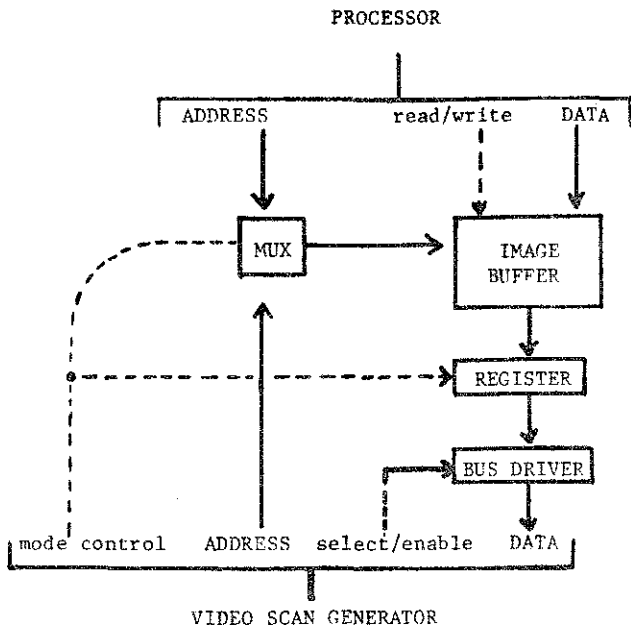 PROCESSOR
ADDRESS read/write DATA
MUX
IMAGE
BUFFER
REGISTER
BUS DRIVER
mode control ADDRESS select/enable DATA
VIDEO SCAN GENERATOR